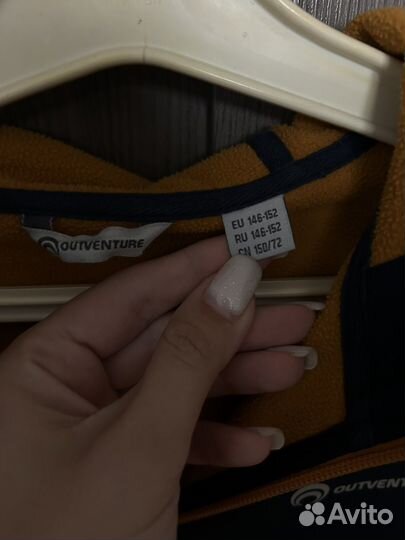 OUTVENTURE
EU 146-152
RU 146-152
CN 150/72
OUTVENTURE
Avito